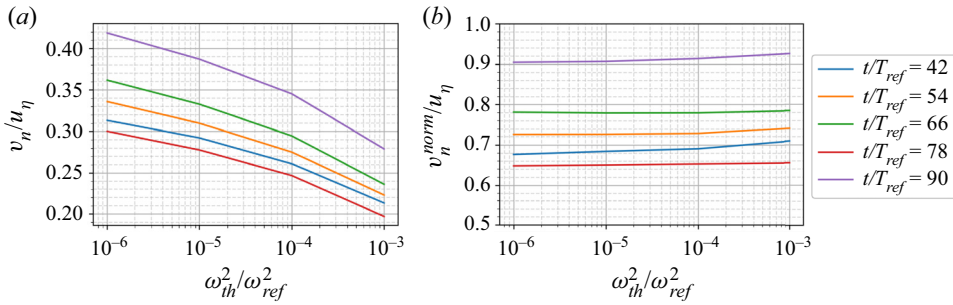 (a)
0.40
0.35
0.30
0.25
0.20
v_n/u_η
10^−6 10^−5 10^−4 10^−3
ω_th^2/ω_ref^2
(b)
1.0
0.9
0.8
0.7
0.6
0.5
v_n^norm/u_η
10^−6 10^−5 10^−4 10^−3
ω_th^2/ω_ref^2
t/T_ref = 42
t/T_ref = 54
t/T_ref = 66
t/T_ref = 78
t/T_ref = 90